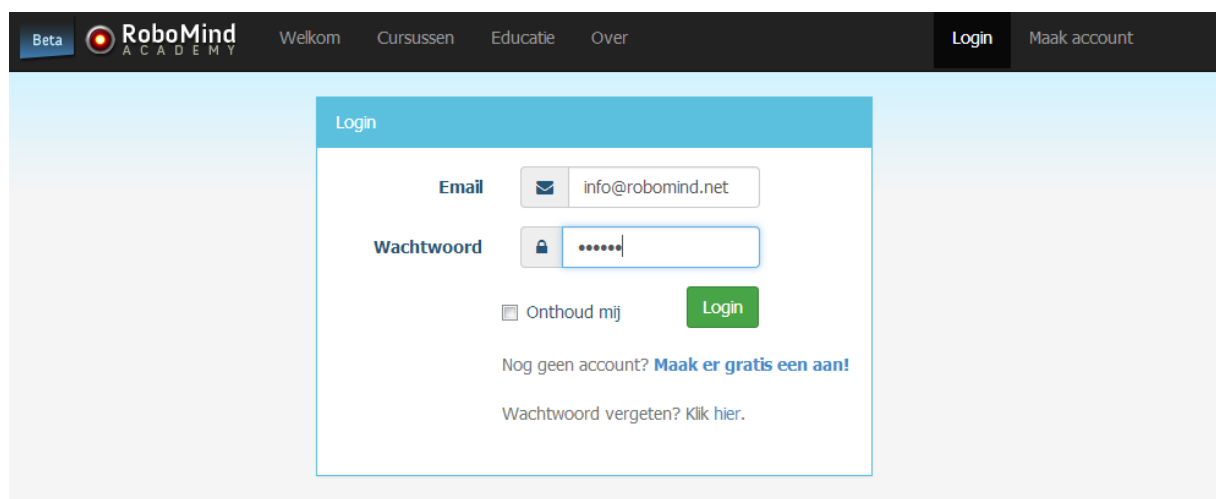 Beta RoboMind Welkom Cursussen Educatie Over Login Maak account
ACADEMY
Login
Email info@robomind.net
Wachtwoord ••••••
Onthoud mij Login
Nog geen account? Maak er gratis een aan!
Wachtwoord vergeten? Klik hier.